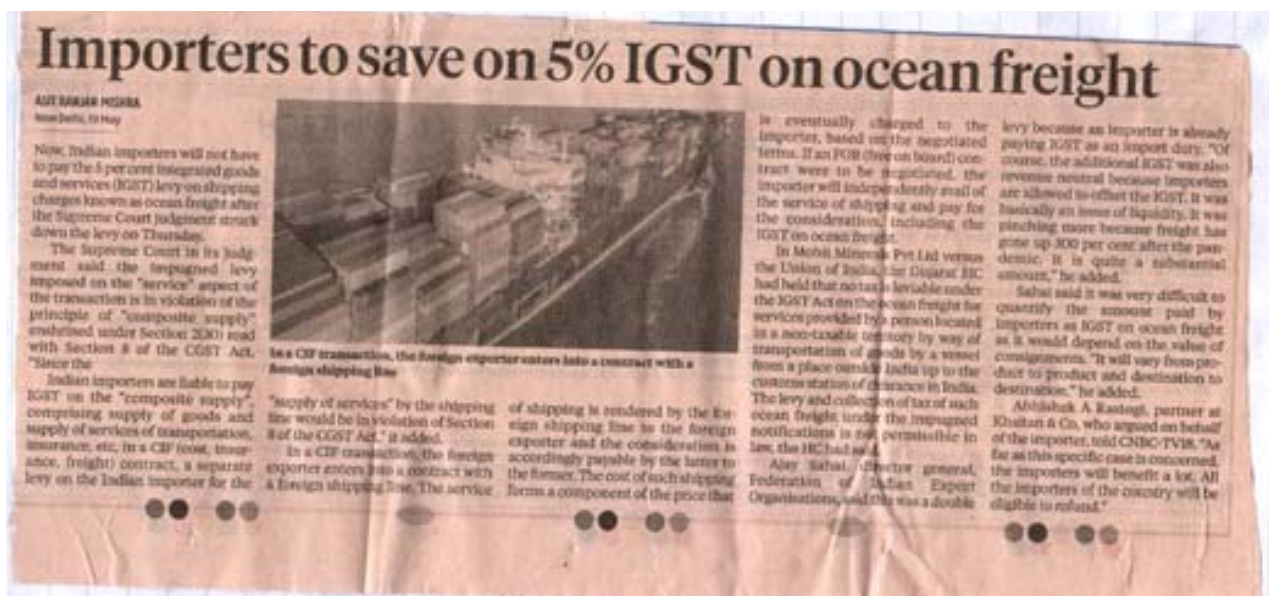 Importers to save on 5% IGST on ocean freight
ASIT RANJAN MISHRA
New Delhi, 19 May
Now, Indian importers will not have
to pay the 5 per cent integrated goods
and services (IGST) levy on shipping
charges known as ocean freight after
the Supreme Court judgment struck
down the levy on Thursday.
The Supreme Court in its judg-
ment said the impugned levy
imposed on the "service" aspect of
the transaction is in violation of the
principle of "composite supply"
enshrined under Section 2(30) read
with Section 8 of the CGST Act.
"Since the
Indian importers are liable to pay
IGST on the "composite supply",
comprising supply of goods and
supply of services of transportation,
insurance, etc, in a CIF (cost, insur-
ance, freight) contract, a separate
levy on the Indian importer for the
In a CIF transaction, the foreign exporter enters into a contract with a
foreign shipping line
"supply of services" by the shipping
line would be in violation of Section
8 of the CGST Act," it added.
In a CIF transaction, the foreign
exporter enters into a contract with
a foreign shipping line. The service
of shipping is rendered by the for-
eign shipping line to the foreign
exporter and the consideration is
accordingly payable by the latter to
the former. The cost of such shipping
forms a component of the price that
is eventually charged to the
importer, based on the negotiated
terms. If an FOB (free on board) con-
tract were to be negotiated, the
importer will independently avail of
the service of shipping and pay for
the consideration, including the
IGST on ocean freight.
In Mohit Minerals Pvt Ltd versus
the Union of India, the Gujarat HC
had held that no tax is leviable under
the IGST Act on the ocean freight for
services provided by a person located
in a non-taxable territory by way of
transportation of goods by a vessel
from a place outside India up to the
customs station of clearance in India.
The levy and collection of tax of such
ocean freight under the impugned
notifications is not permissible in
law, the HC had said.
Ajay Sahai, director general,
Federation of Indian Export
Organisations, said this was a double
levy because an importer is already
paying IGST as an import duty. "Of
course, the additional IGST was also
revenue neutral because importers
are allowed to offset the IGST. It was
basically an issue of liquidity. It was
pinching more because freight has
gone up 300 per cent after the pan-
demic. It is quite a substantial
amount," he added.
Sahai said it was very difficult to
quantify the amount paid by
importers as IGST on ocean freight
as it would depend on the value of
consignments. "It will vary from pro-
duct to product and destination to
destination," he added.
Abhishek A Rastogi, partner at
Khaitan & Co, who argued on behalf
of the importer, told CNBC-TV18, "As
far as this specific case is concerned,
the importers will benefit a lot. All
the importers of the country will be
eligible to refund."